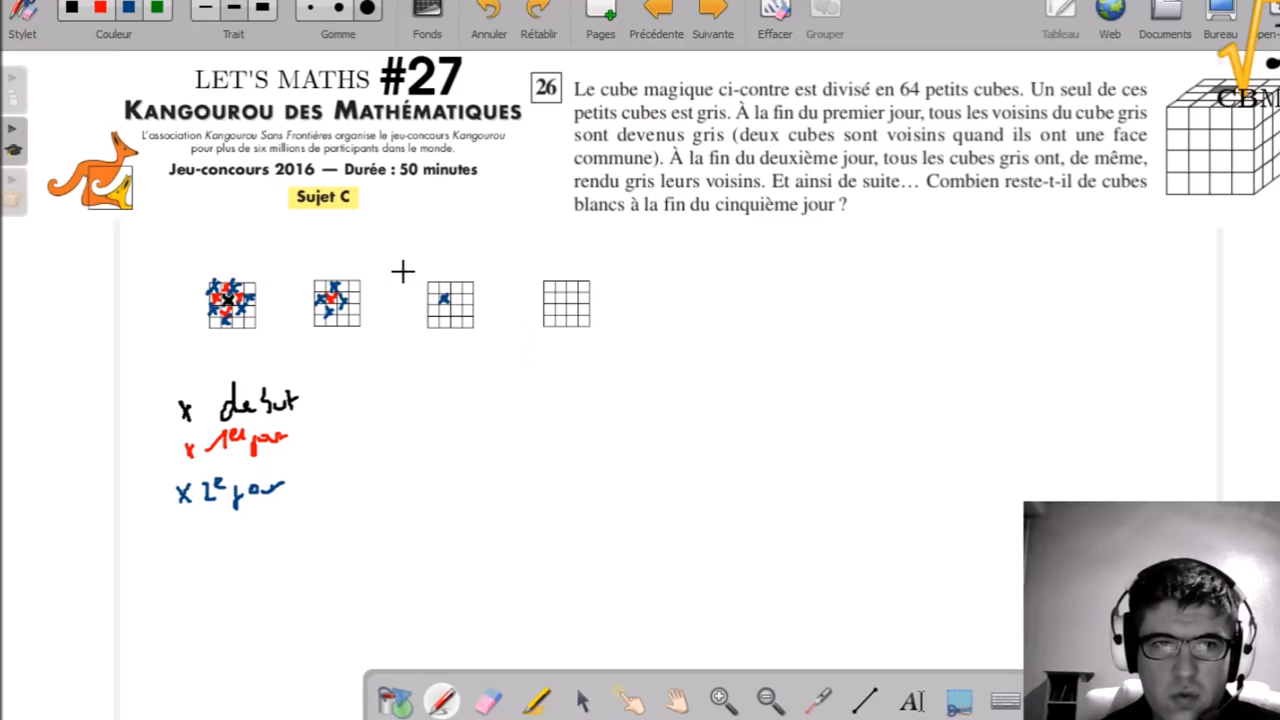 Stylet
Couleur
Trait
Gomme
Fonds
Annuler
Rétablir
Pages
Précédente
Suivante
Effacer
Grouper
Tableau
Web
Documents
Bureau
LET'S MATHS #27
KANGOUROU DES MATHÉMATIQUES
L'association Kangourou Sans Frontières organise le jeu-concours Kangourou
pour plus de six millions de participants dans le monde.
Jeu-concours 2016 — Durée : 50 minutes
Sujet C
26
Le cube magique ci-contre est divisé en 64 petits cubes. Un seul de ces
petits cubes est gris. À la fin du premier jour, tous les voisins du cube gris
sont devenus gris (deux cubes sont voisins quand ils ont une face
commune). À la fin du deuxième jour, tous les cubes gris ont, de même,
rendu gris leurs voisins. Et ainsi de suite… Combien reste-t-il de cubes
blancs à la fin du cinquième jour ?
CBM
x debut
x 1er jour
x 2e jour
AI